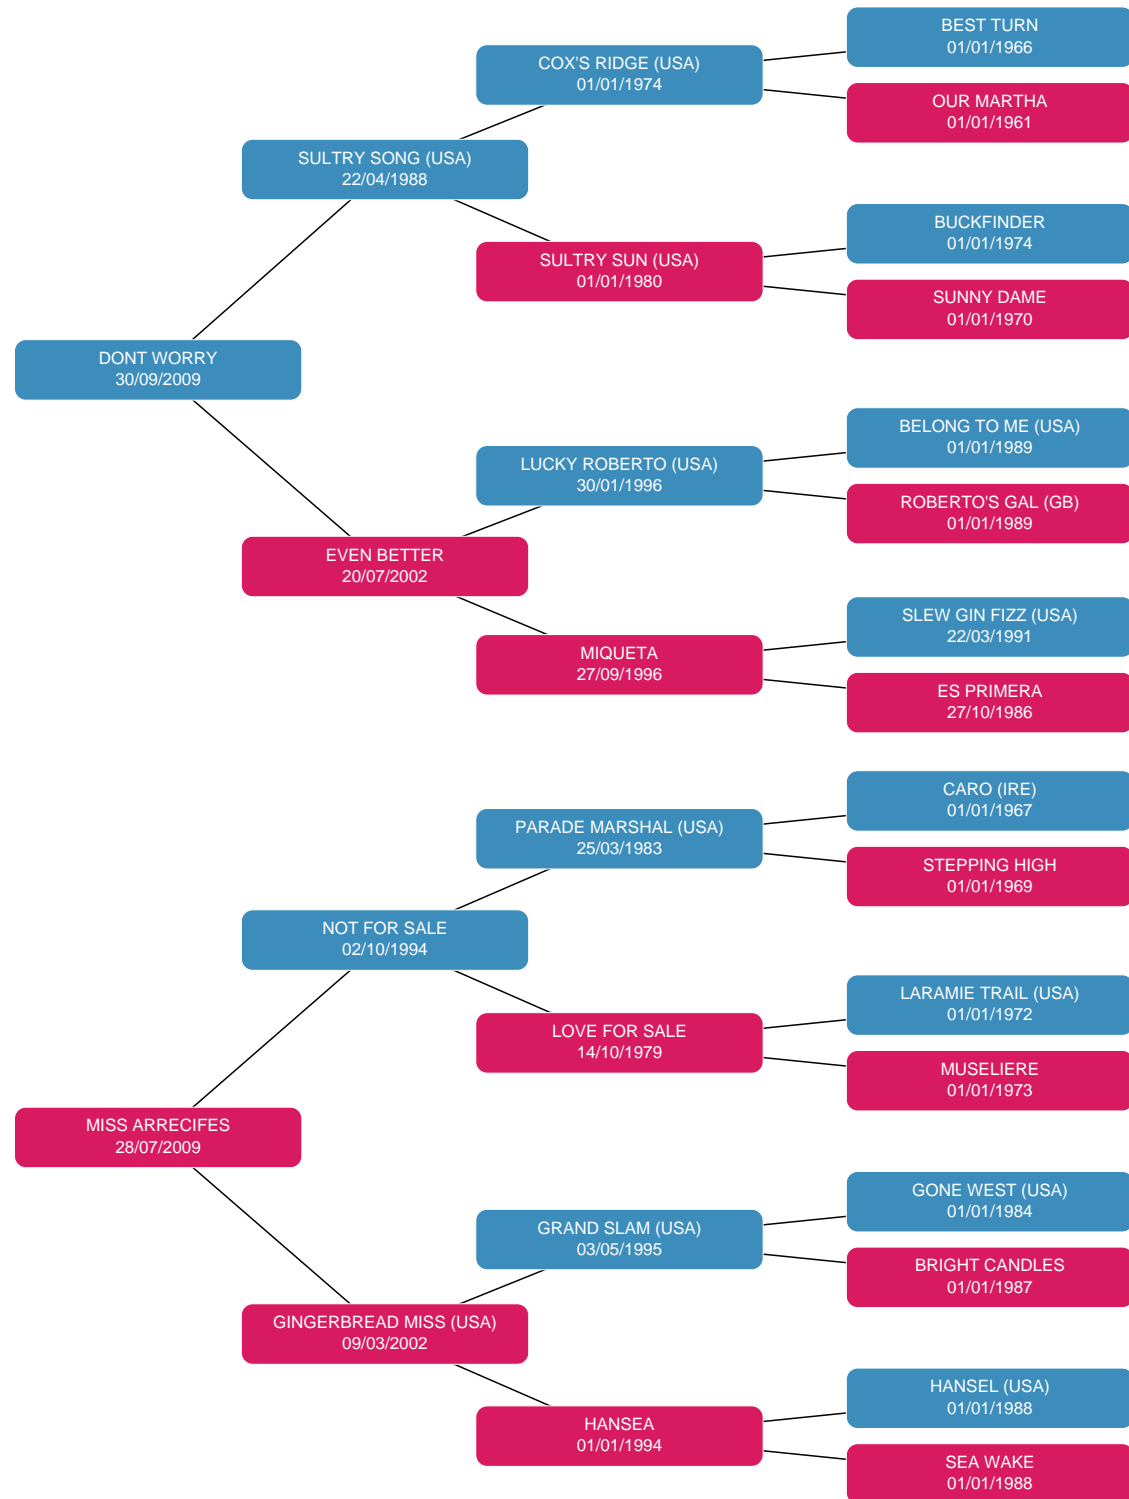 BEST TURN
01/01/1966
COX'S RIDGE (USA)
01/01/1974
OUR MARTHA
01/01/1961
SULTRY SONG (USA)
22/04/1988
BUCKFINDER
01/01/1974
SULTRY SUN (USA)
01/01/1980
SUNNY DAME
01/01/1970
DONT WORRY
30/09/2009
BELONG TO ME (USA)
01/01/1989
LUCKY ROBERTO (USA)
30/01/1996
ROBERTO'S GAL (GB)
01/01/1989
EVEN BETTER
20/07/2002
SLEW GIN FIZZ (USA)
22/03/1991
MIQUETA
27/09/1996
ES PRIMERA
27/10/1986
CARO (IRE)
01/01/1967
PARADE MARSHAL (USA)
25/03/1983
STEPPING HIGH
01/01/1969
NOT FOR SALE
02/10/1994
LARAMIE TRAIL (USA)
01/01/1972
LOVE FOR SALE
14/10/1979
MUSELIERE
01/01/1973
MISS ARRECIFES
28/07/2009
GONE WEST (USA)
01/01/1984
GRAND SLAM (USA)
03/05/1995
BRIGHT CANDLES
01/01/1987
GINGERBREAD MISS (USA)
09/03/2002
HANSEL (USA)
01/01/1988
HANSEA
01/01/1994
SEA WAKE
01/01/1988